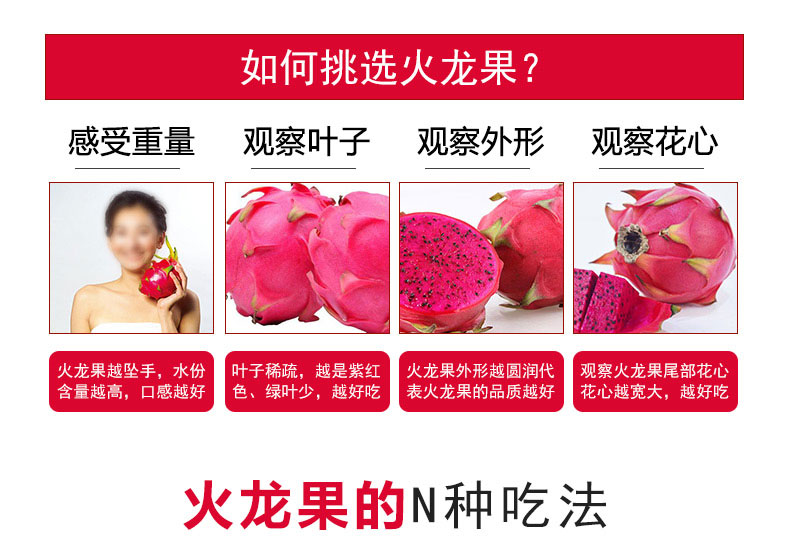 如何挑选火龙果?
感受重量 观察叶子 观察外形 观察花心
火龙果越坠手，水份
含量越高，口感越好
叶子稀疏，越是紫红
色、绿叶少，越好吃
火龙果外形越圆润代
表火龙果的品质越好
观察火龙果尾部花心
花心越宽大，越好吃
火龙果的N种吃法